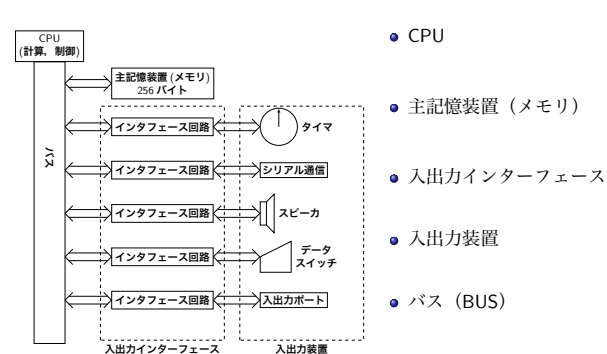 CPU
(計算，制御)
バス
主記憶装置 (メモリ)
256 バイト
インタフェース回路
タイマ
インタフェース回路
シリアル通信
インタフェース回路
スピーカ
インタフェース回路
データ
スイッチ
インタフェース回路
入出力ポート
入出力インターフェース
入出力装置
CPU
主記憶装置（メモリ）
入出力インターフェース
入出力装置
バス（BUS）